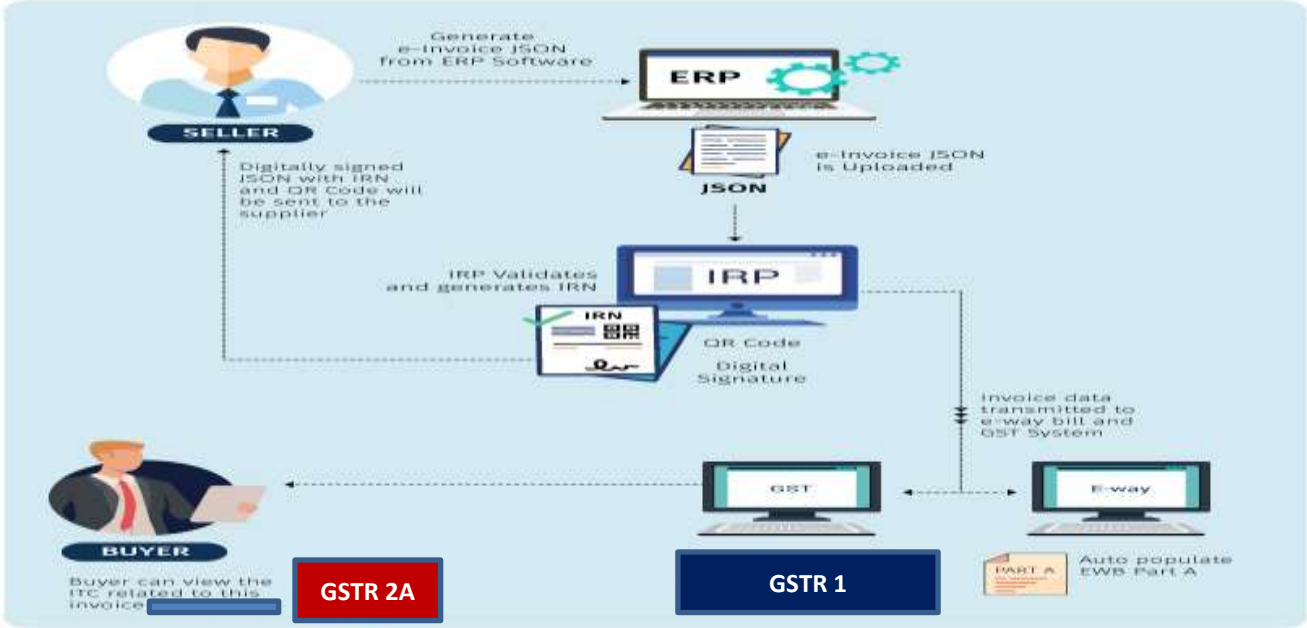 Generate
e-Invoice JSON
from ERP Software
ERP
SELLER
e-Invoice JSON
is Uploaded
JSON
Digitally signed
JSON with IRN
and QR Code will
be sent to the
supplier
IRP
IRP Validates
and generates IRN
IRN
QR Code
Digital
Signature
Invoice data
transmitted to
e-way bill and
GST System
GST
E-way
BUYER
Buyer can view the
ITC related to this
invoice
GSTR 2A
GSTR 1
PART A
Auto populate
EWB Part A